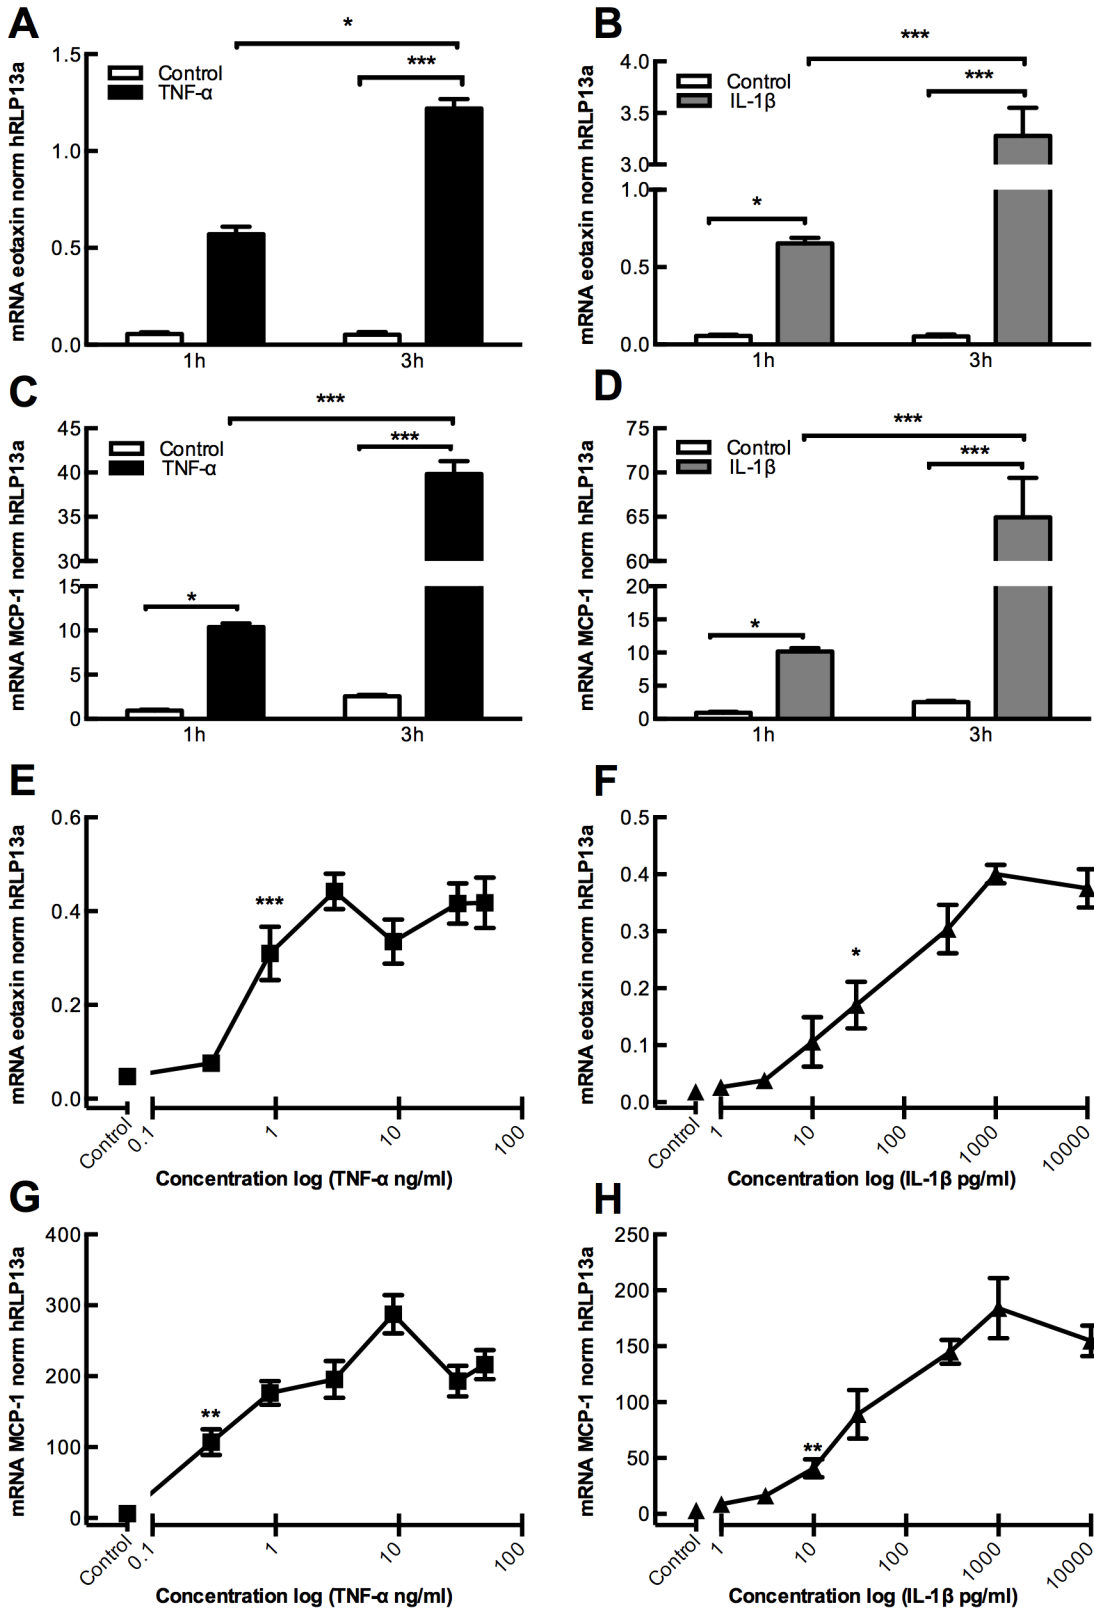 A
mRNA eotaxin norm hRLP13a
1.5
1.0
0.5
0.0
Control
TNF-α
*
***
1h
3h
B
mRNA eotaxin norm hRLP13a
4.0
3.5
3.0
1.0
0.5
0.0
Control
IL-1β
***
***
*
1h
3h
C
mRNA MCP-1 norm hRLP13a
45
40
35
30
15
10
5
0
Control
TNF-α
***
***
*
1h
3h
D
mRNA MCP-1 norm hRLP13a
75
70
65
60
20
15
10
5
0
Control
IL-1β
***
***
*
1h
3h
E
mRNA eotaxin norm hRLP13a
0.6
0.4
0.2
0.0
***
Control
0.1
1
10
100
Concentration log (TNF-α ng/ml)
F
mRNA eotaxin norm hRLP13a
0.5
0.4
0.3
0.2
0.1
0.0
*
Control
1
10
100
1000
10000
Concentration log (IL-1β pg/ml)
G
mRNA MCP-1 norm hRLP13a
400
300
200
100
0
**
Control
0.1
1
10
100
Concentration log (TNF-α ng/ml)
H
mRNA MCP-1 norm hRLP13a
250
200
150
100
50
0
**
Control
1
10
100
1000
10000
Concentration log (IL-1β pg/ml)